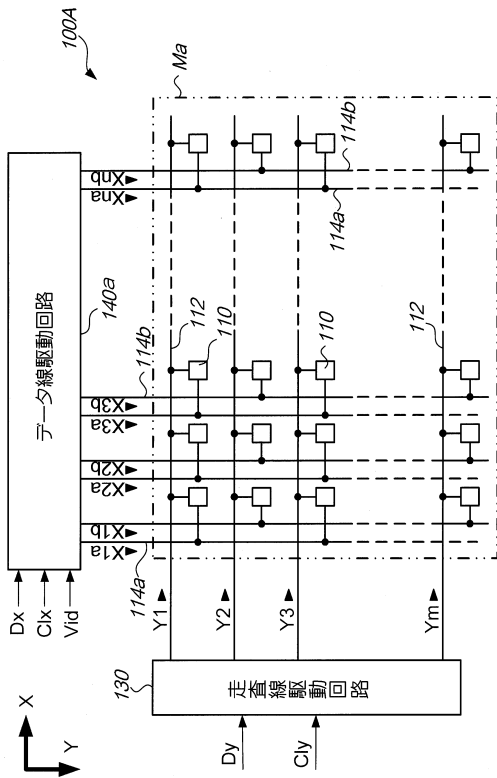 100A
データ線駆動回路
140a
Dx
Clx
Vid
X
Y
X1a
X1b
X2a
X2b
X3a
X3b
Xna
Xnb
Ma
114a
114b
112
110
114b
114a
110
112
Y1
Y2
Y3
Ym
130
走査線駆動回路
Dy
Cly